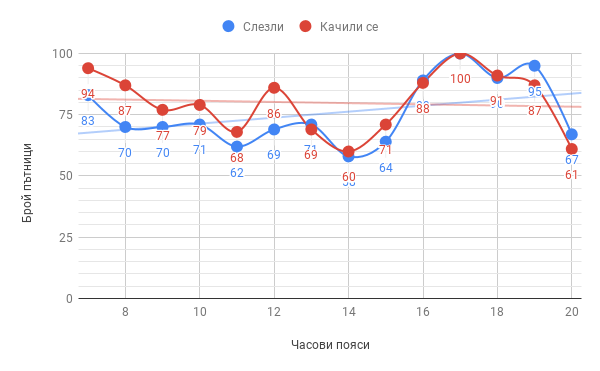 Слезли Качили се
100
75
50
25
0
Брой пътници
94 87 77 79 68 86 69 60 71 88 100 91 87 61
83 70 70 71 62 69 71 58 64 95 67
8 10 12 14 16 18 20
Часови пояси